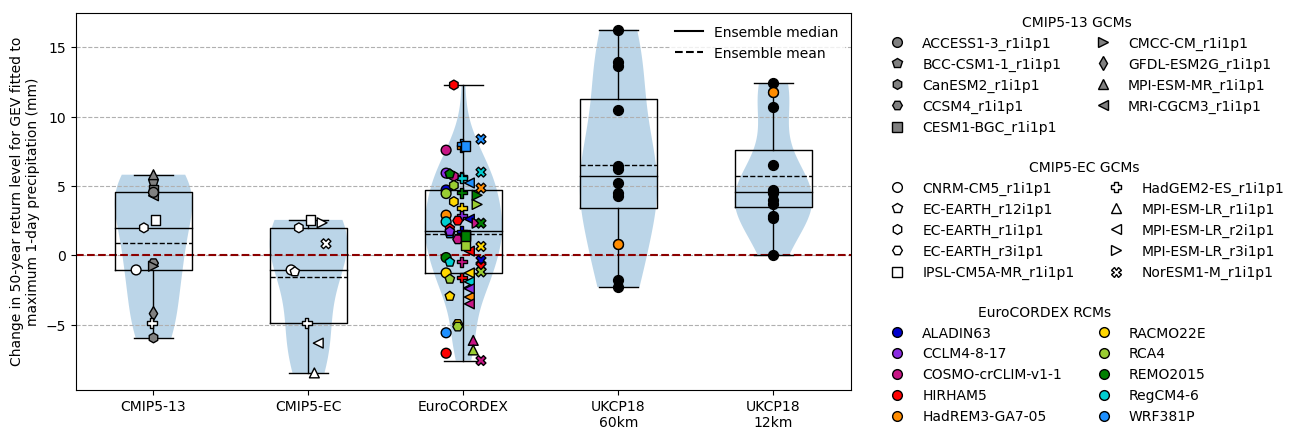 Change in 50-year return level for GEV fitted to
maximum 1-day precipitation (mm)
15
10
5
0
−5
Ensemble median
Ensemble mean
CMIP5-13
CMIP5-EC
EuroCORDEX
UKCP18
60km
UKCP18
12km
CMIP5-13 GCMs
ACCESS1-3_r1i1p1
BCC-CSM1-1_r1i1p1
CanESM2_r1i1p1
CCSM4_r1i1p1
CESM1-BGC_r1i1p1
CMCC-CM_r1i1p1
GFDL-ESM2G_r1i1p1
MPI-ESM-MR_r1i1p1
MRI-CGCM3_r1i1p1
CMIP5-EC GCMs
CNRM-CM5_r1i1p1
EC-EARTH_r12i1p1
EC-EARTH_r1i1p1
EC-EARTH_r3i1p1
IPSL-CM5A-MR_r1i1p1
HadGEM2-ES_r1i1p1
MPI-ESM-LR_r1i1p1
MPI-ESM-LR_r2i1p1
MPI-ESM-LR_r3i1p1
NorESM1-M_r1i1p1
EuroCORDEX RCMs
ALADIN63
CCLM4-8-17
COSMO-crCLIM-v1-1
HIRHAM5
HadREM3-GA7-05
RACMO22E
RCA4
REMO2015
RegCM4-6
WRF381P